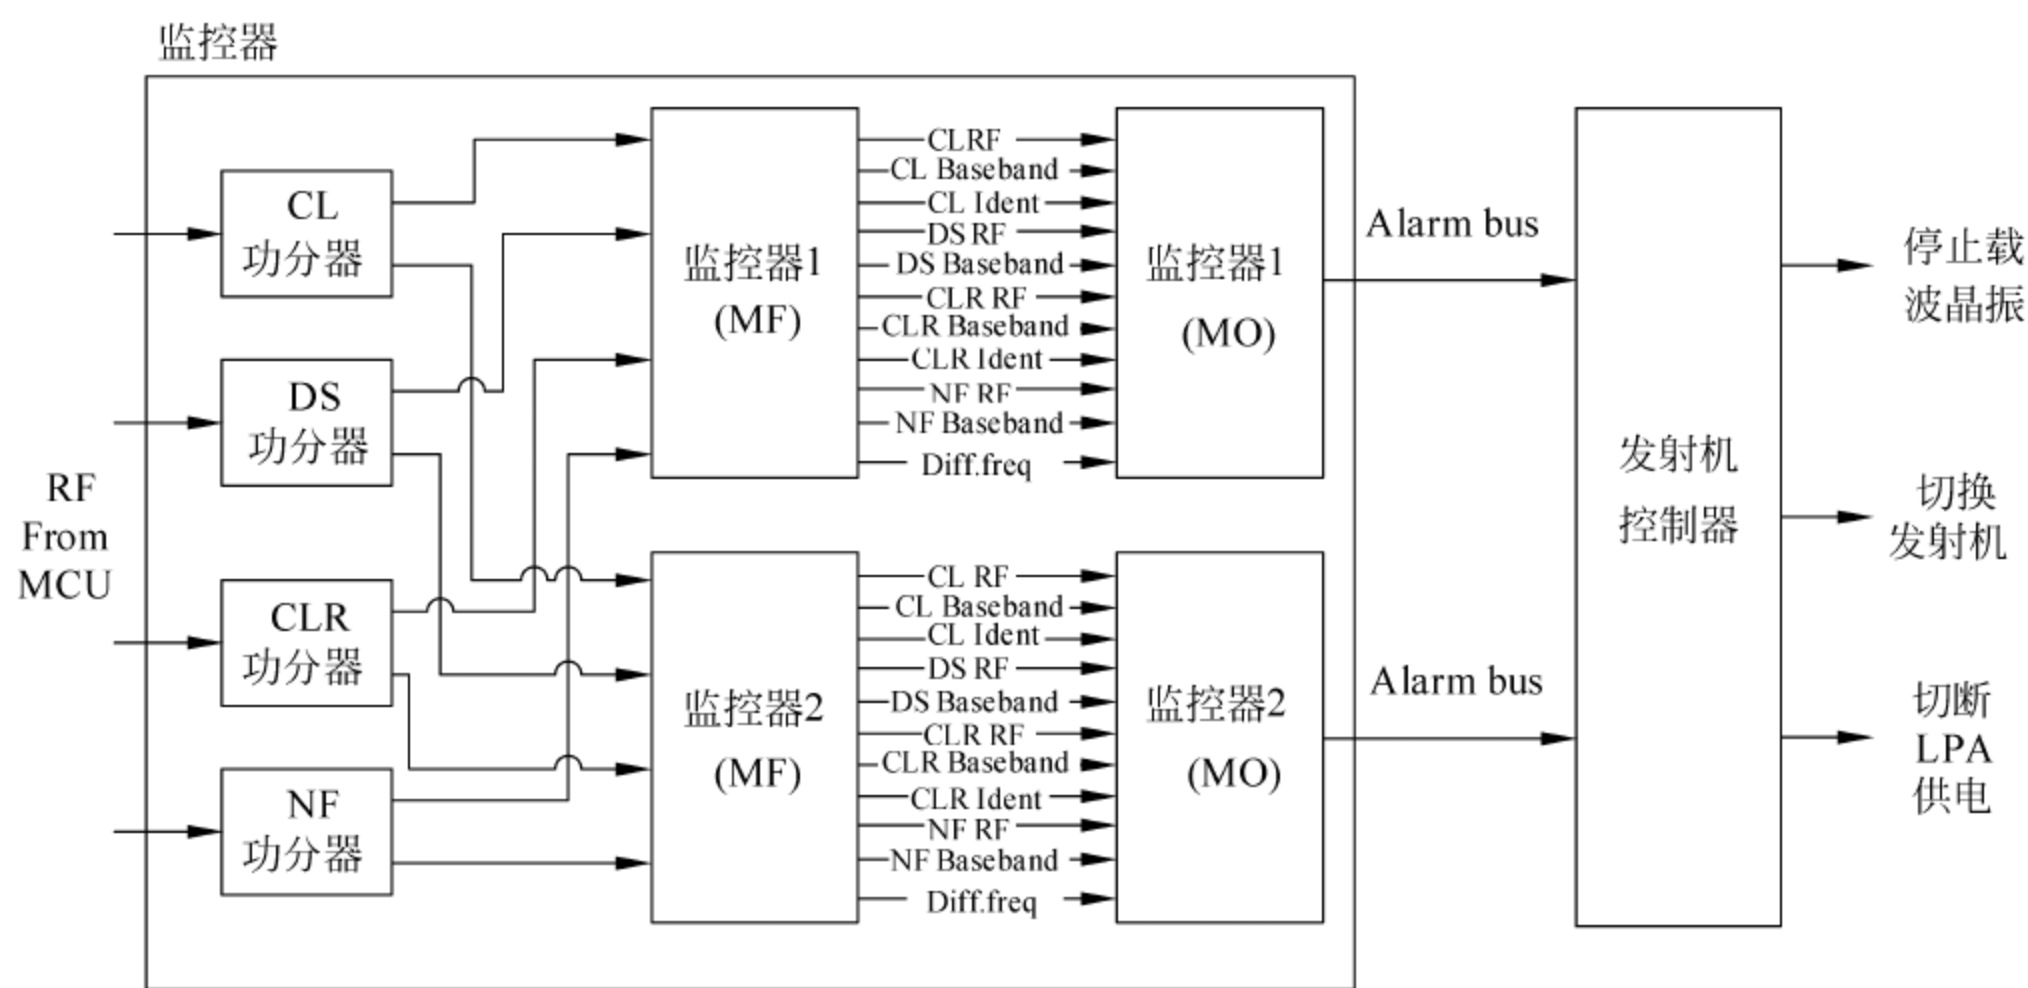 监控器
RF
From
MCU
CL
功分器
DS
功分器
CLR
功分器
NF
功分器
监控器1
(MF)
CLRF
CL Baseband
CL Ident
DS RF
DS Baseband
CLR RF
CLR Baseband
CLR Ident
NF RF
NF Baseband
Diff.freq
监控器1
(MO)
监控器2
(MF)
CL RF
CL Baseband
CL Ident
DS RF
DS Baseband
CLR RF
CLR Baseband
CLR Ident
NF RF
NF Baseband
Diff.freq
监控器2
(MO)
Alarm bus
Alarm bus
发射机
控制器
停止载
波晶振
切换
发射机
切断
LPA
供电